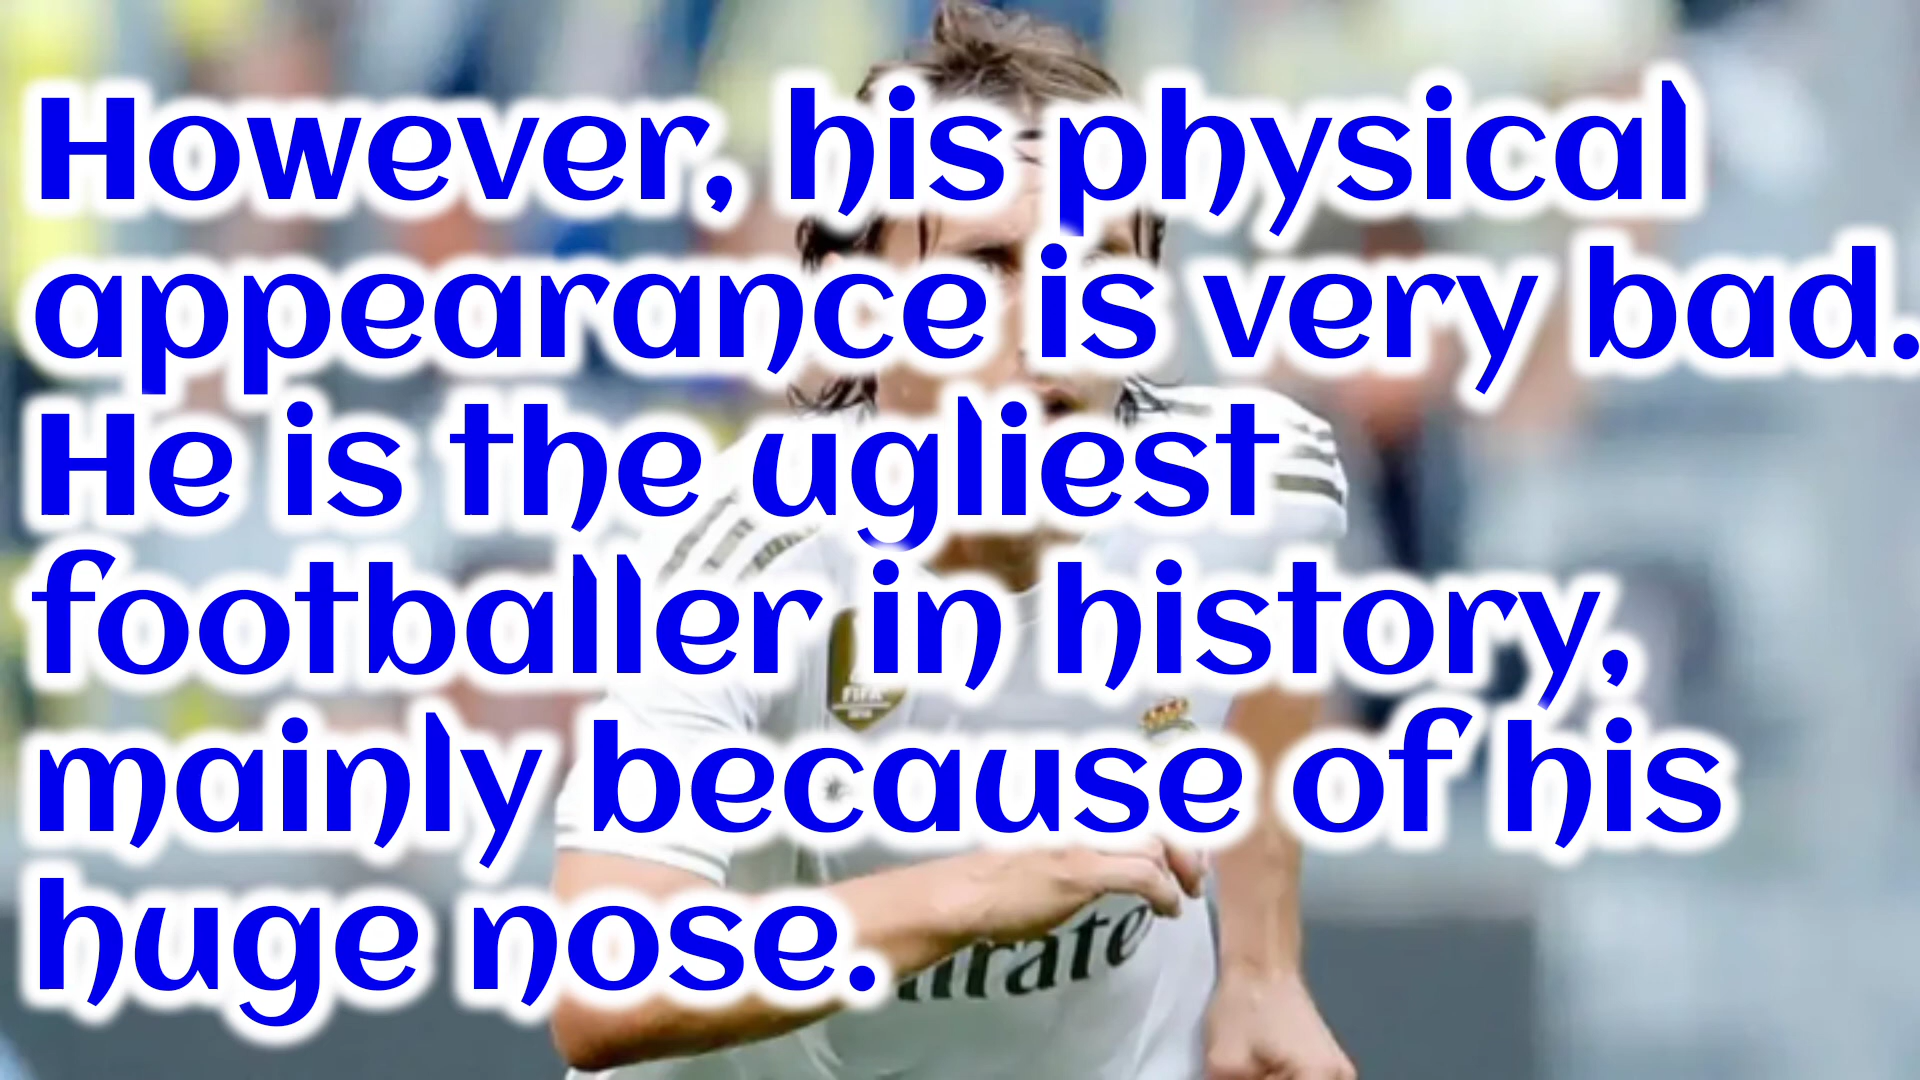 However, his physical
appearance is very bad.
He is the ugliest
footballer in history,
mainly because of his
huge nose.
FIFA